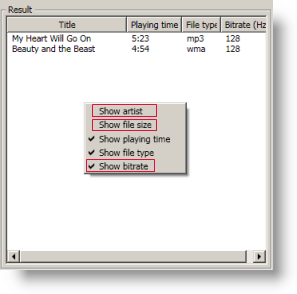 Result
Title Playing time File type Bitrate (Hz
My Heart Will Go On 5:23 mp3 128
Beauty and the Beast 4:54 wma 128
Show artist
Show file size
Show playing time
Show file type
Show bitrate